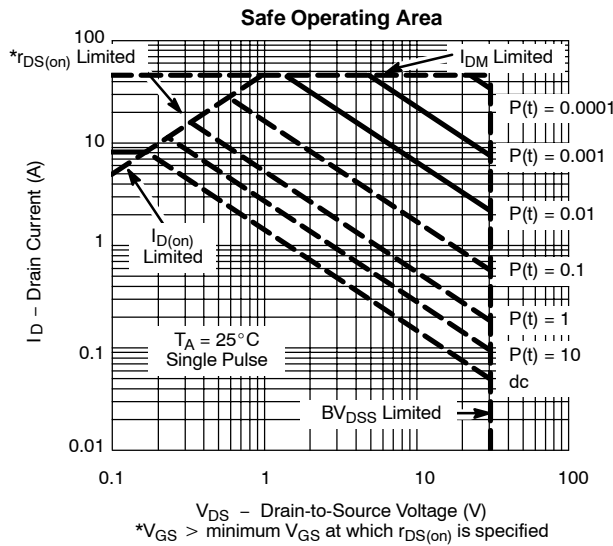 Safe Operating Area
*rDS(on) Limited
IDM Limited
100
10
1
0.1
0.01
ID – Drain Current (A)
P(t) = 0.0001
P(t) = 0.001
P(t) = 0.01
P(t) = 0.1
P(t) = 1
P(t) = 10
dc
ID(on)
Limited
TA = 25°C
Single Pulse
BVDSS Limited
0.1
1
10
100
VDS – Drain-to-Source Voltage (V)
*VGS > minimum VGS at which rDS(on) is specified